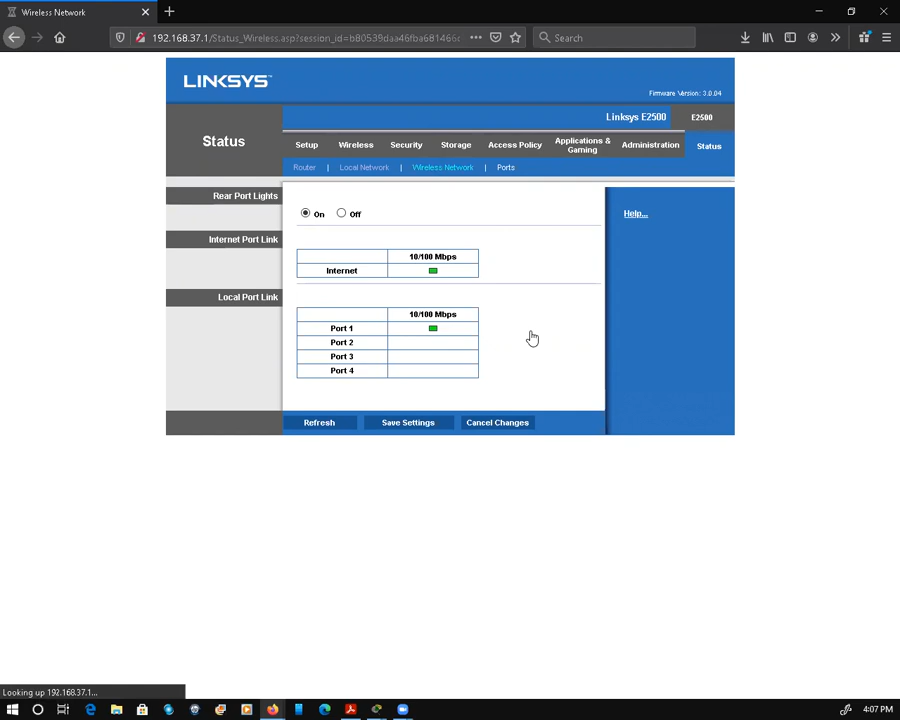 Wireless Network
192.168.37.1/Status_Wireless.asp?session_id=b80539daa46fba681466c
Search
LINKSYS™
Firmware Version: 3.0.04
Linksys E2500 E2500
Status
Setup Wireless Security Storage Access Policy Applications & Gaming Administration Status
Router | Local Network | Wireless Network | Ports
Rear Port Lights
On Off
Help...
Internet Port Link
10/100 Mbps
Internet
Local Port Link
10/100 Mbps
Port 1
Port 2
Port 3
Port 4
Refresh Save Settings Cancel Changes
Looking up 192.168.37.1...
4:07 PM